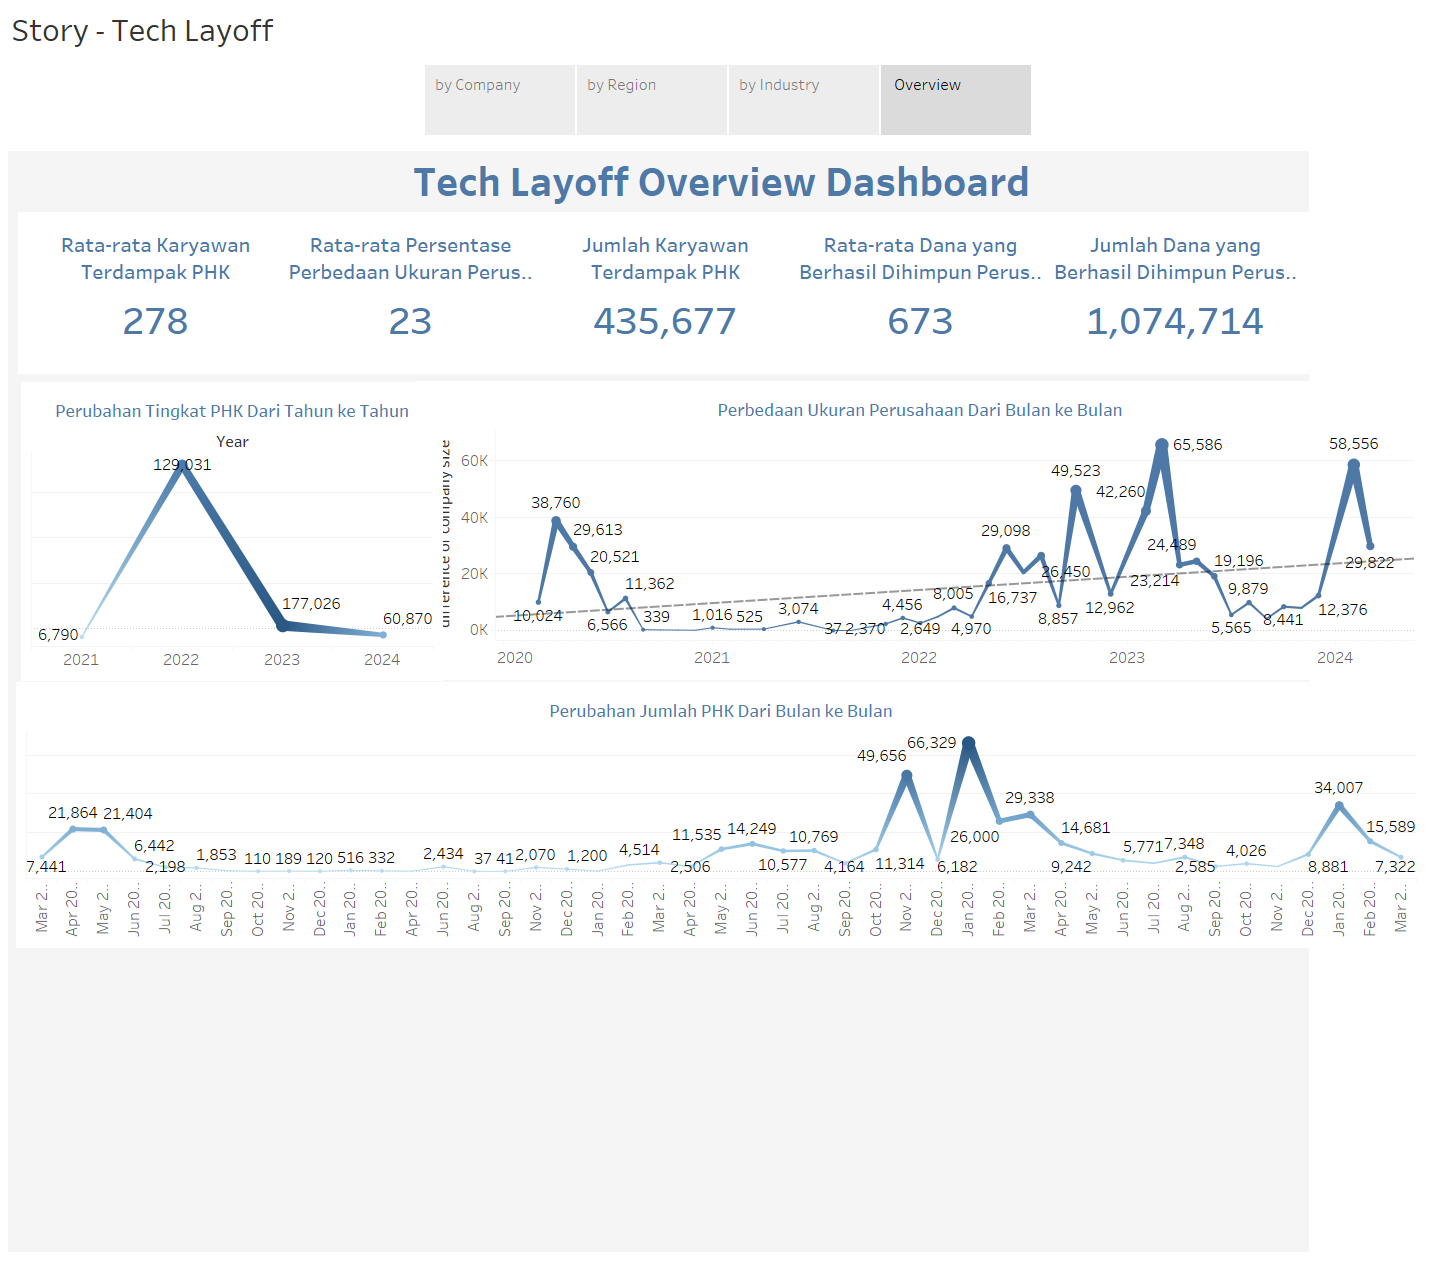 Story - Tech Layoff
by Company
by Region
by Industry
Overview
Tech Layoff Overview Dashboard
Rata-rata Karyawan
Terdampak PHK
278
Rata-rata Persentase
Perbedaan Ukuran Perus..
23
Jumlah Karyawan
Terdampak PHK
435,677
Rata-rata Dana yang
Berhasil Dihimpun Perus..
673
Jumlah Dana yang
Berhasil Dihimpun Perus..
1,074,714
Perubahan Tingkat PHK Dari Tahun ke Tahun
Year
129,031
177,026
60,870
6,790
2021 2022 2023 2024
Perbedaan Ukuran Perusahaan Dari Bulan ke Bulan
difference of company size
60K
40K
20K
0K
10,024
38,760
29,613
20,521
6,566
11,362
339
1,016
525
3,074
37
2,370
4,456
2,649
8,005
4,970
16,737
29,098
26,450
8,857
49,523
12,962
42,260
65,586
23,214
24,489
19,196
5,565
9,879
8,441
12,376
58,556
29,822
2020 2021 2022 2023 2024
Perubahan Jumlah PHK Dari Bulan ke Bulan
7,441
21,864
21,404
6,442
2,198
1,853
110
189
120
516
332
2,434
37
41
2,070
1,200
4,514
2,506
11,535
14,249
10,577
10,769
4,164
11,314
49,656
6,182
66,329
26,000
29,338
14,681
9,242
5,771
7,348
2,585
4,026
8,881
34,007
15,589
7,322
Mar 2..
Apr 20..
May 2..
Jun 20..
Jul 20..
Aug 2..
Sep 20..
Oct 20..
Nov 2..
Dec 20..
Jan 20..
Feb 20..
Apr 20..
Jun 20..
Aug 2..
Sep 20..
Nov 2..
Dec 20..
Jan 20..
Feb 20..
Mar 2..
Apr 20..
May 2..
Jun 20..
Jul 20..
Aug 2..
Sep 20..
Oct 20..
Nov 2..
Dec 20..
Jan 20..
Feb 20..
Mar 2..
Apr 20..
May 2..
Jun 20..
Jul 20..
Aug 2..
Sep 20..
Oct 20..
Nov 2..
Dec 20..
Jan 20..
Feb 20..
Mar 2..